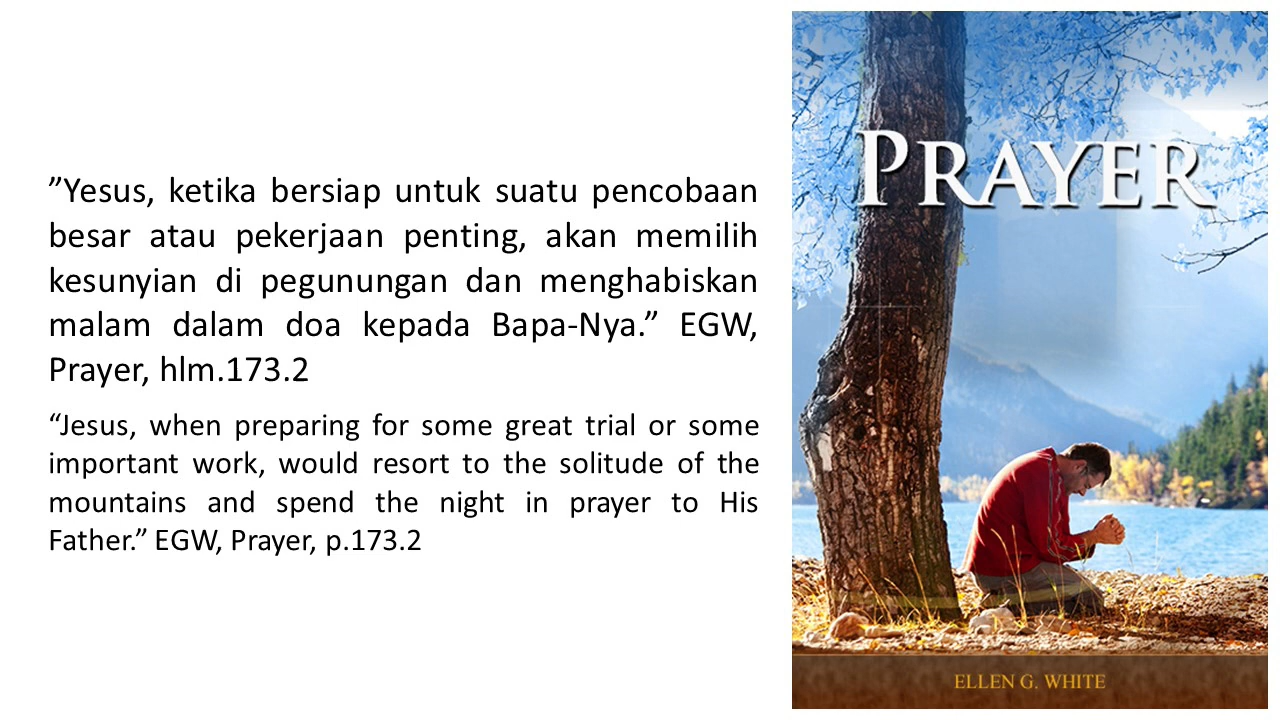 ”Yesus, ketika bersiap untuk suatu pencobaan
besar atau pekerjaan penting, akan memilih
kesunyian di pegunungan dan menghabiskan
malam dalam doa kepada Bapa-Nya.” EGW,
Prayer, hlm.173.2
“Jesus, when preparing for some great trial or some
important work, would resort to the solitude of the
mountains and spend the night in prayer to His
Father.” EGW, Prayer, p.173.2
PRAYER
ELLEN G. WHITE